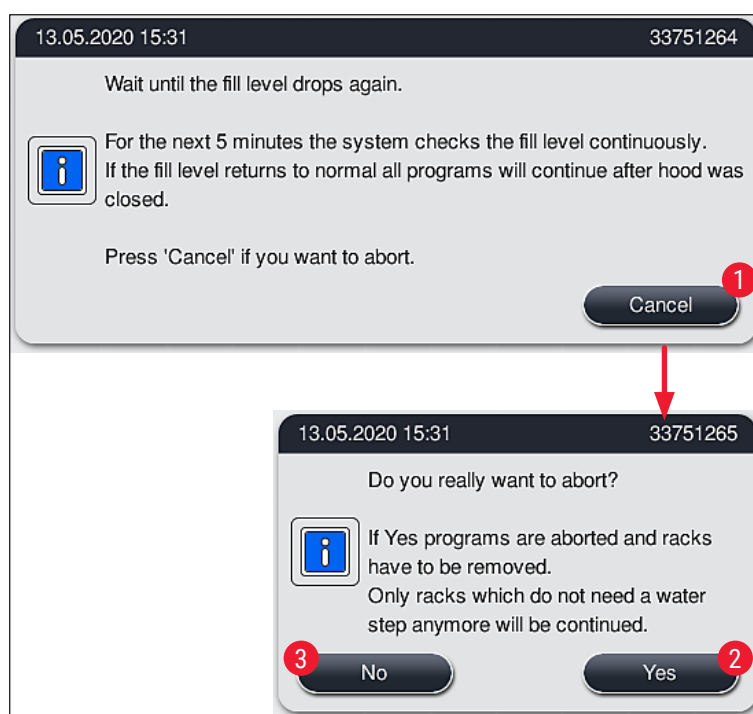 13.05.2020 15:31 33751264
Wait until the fill level drops again.
For the next 5 minutes the system checks the fill level continuously.
If the fill level returns to normal all programs will continue after hood was
closed.
Press 'Cancel' if you want to abort.
1
Cancel
13.05.2020 15:31 33751265
Do you really want to abort?
If Yes programs are aborted and racks
have to be removed.
Only racks which do not need a water
step anymore will be continued.
3 No Yes 2